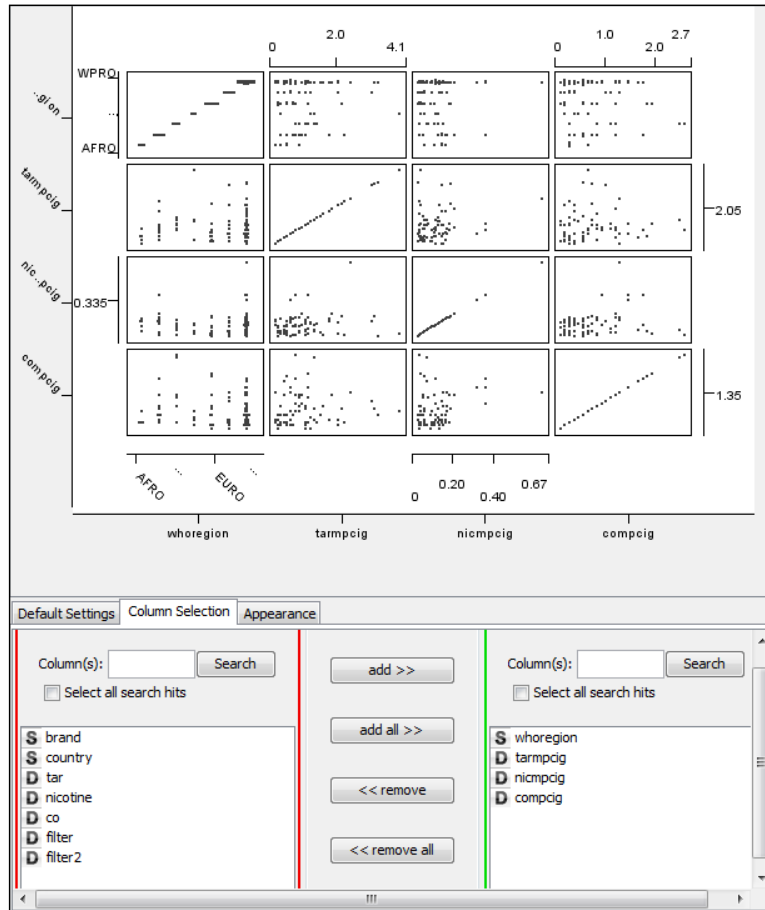 2.0 1.0
0 4.1 0 2.0 2.7
WPRO
..gion
...
AFRO
tarmpcig
2.05
nic..pcig
0.335
compcig
1.35
AFRO ... EURO ...
0 0.20 0.40 0.67
whoregion tarmpcig nicmpcig compcig
Default Settings Column Selection Appearance
Column(s): Search add >> Column(s): Search
Select all search hits Select all search hits
add all >>
S brand S whoregion
S country D tarmpcig
D tar D nicmpcig
D nicotine << remove D compcig
D co
D filter
D filter2 << remove all